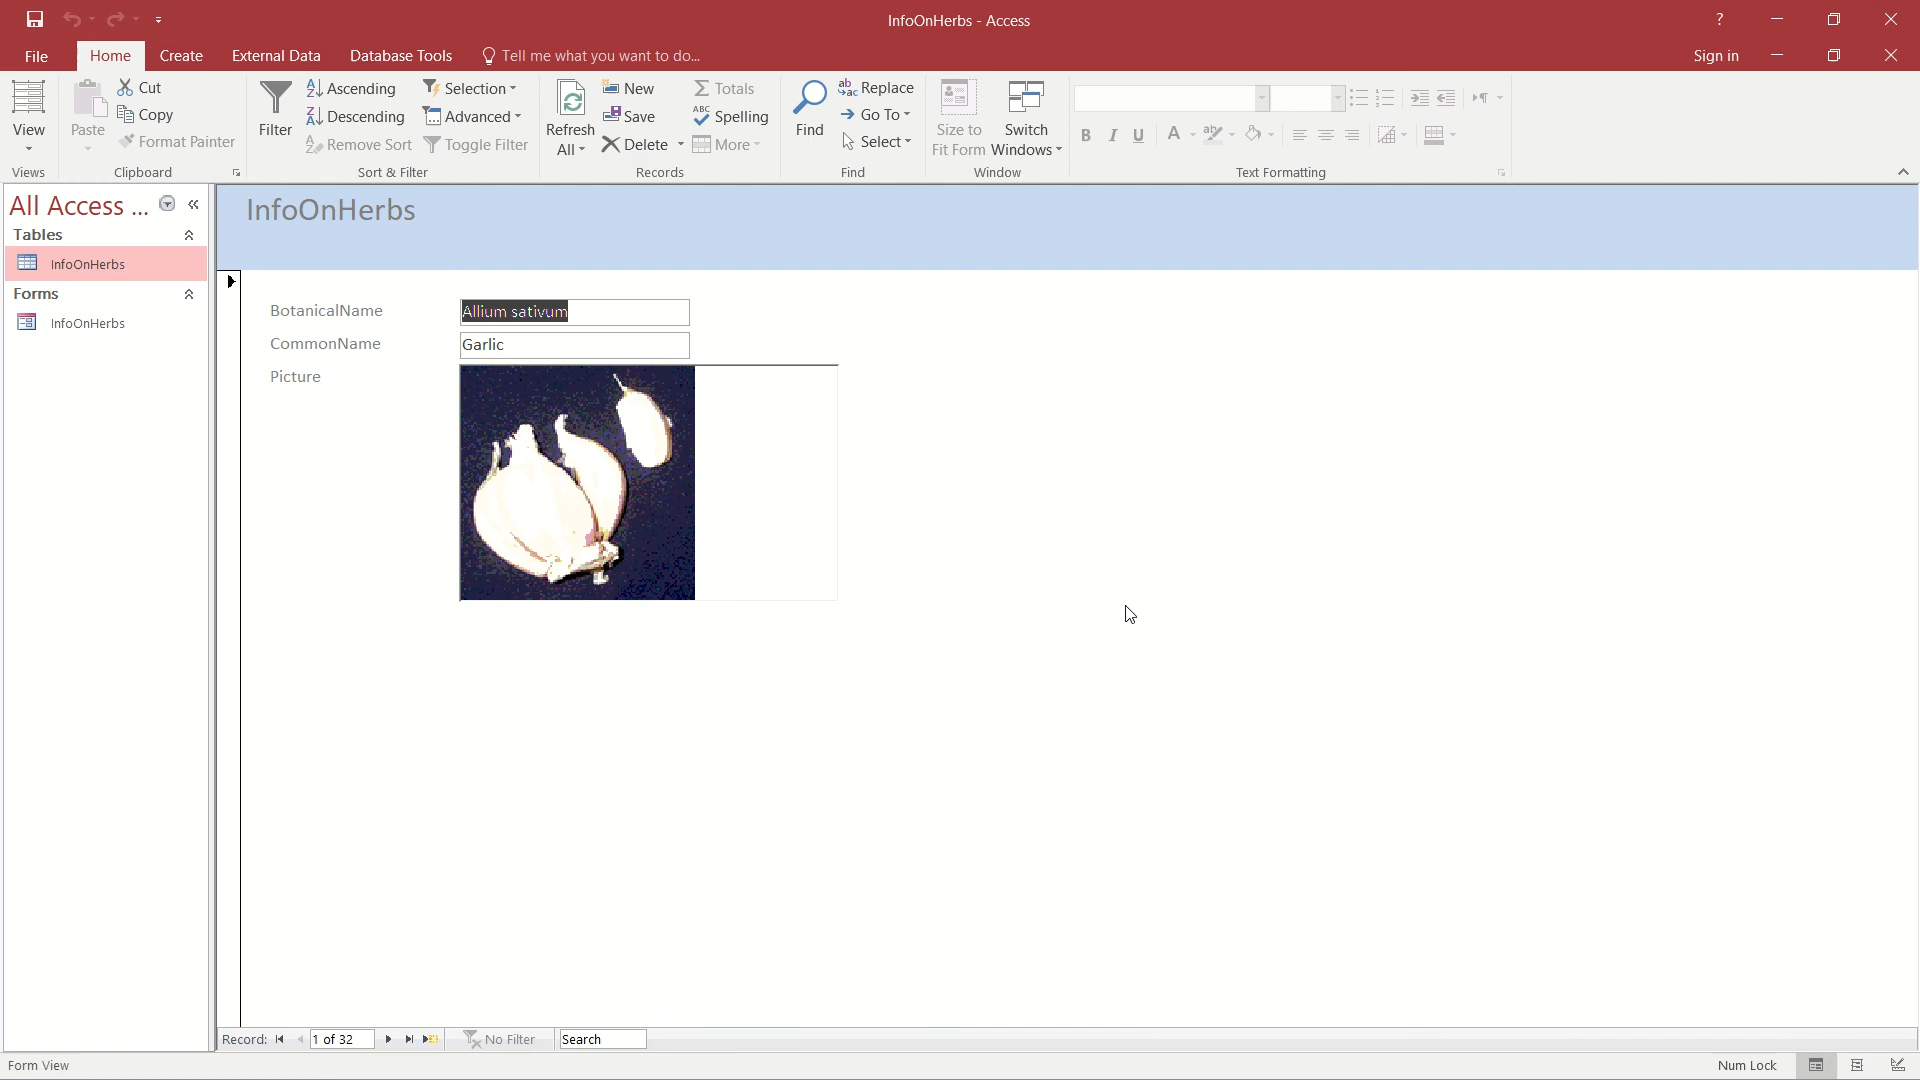 InfoOnHerbs - Access
?
File Home Create External Data Database Tools Tell me what you want to do... Sign in
View
Views
Paste
Cut
Copy
Format Painter
Clipboard
Filter
Ascending
Descending
Remove Sort
Selection
Advanced
Toggle Filter
Sort & Filter
Refresh
All
New
Save
Delete
Totals
Spelling
More
Records
Find
Replace
Go To
Select
Find
Size to
Fit Form
Switch
Windows
Window
B I U A
Text Formatting
All Access ...
Tables
InfoOnHerbs
Forms
InfoOnHerbs
InfoOnHerbs
BotanicalName Allium sativum
CommonName Garlic
Picture
Record: 1 of 32 No Filter Search
Form View Num Lock